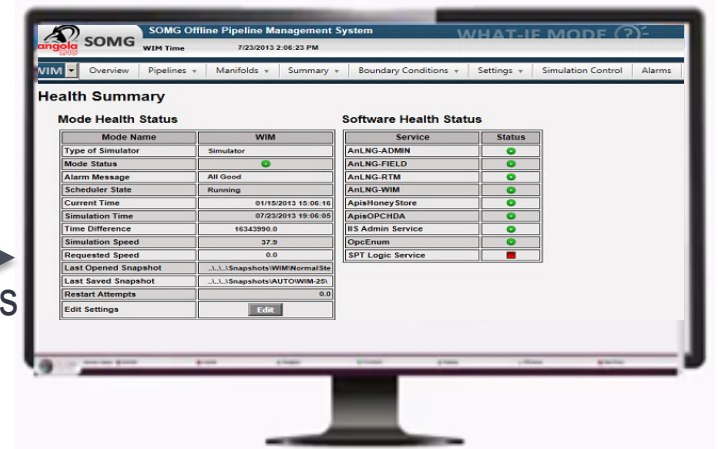 angola
LNG
SOMG
SOMG Offline Pipeline Management System
WHAT-IF MODE (?)
WIM Time 7/23/2013 2:06:23 PM
WIM Overview Pipelines Manifolds Summary Boundary Conditions Settings Simulation Control Alarms
Health Summary
Mode Health Status
Mode Name WIM
Type of Simulator Simulator
Mode Status
Alarm Message All Good
Scheduler State Running
Current Time 01/15/2013 15:06:16
Simulation Time 07/23/2013 19:06:05
Time Difference 16343990.0
Simulation Speed 37.9
Requested Speed 0.0
Last Opened Snapshot ..\..\..\Snapshots\WIM\NormalSte
Last Saved Snapshot ..\..\..\Snapshots\AUTO\WIM-25\
Restart Attempts 0.0
Edit Settings Edit
Software Health Status
Service Status
AnLNG-ADMIN
AnLNG-FIELD
AnLNG-RTM
AnLNG-WIM
ApisHoneyStore
ApisOPCHDA
IIS Admin Service
OpcEnum
SPT Logic Service
S